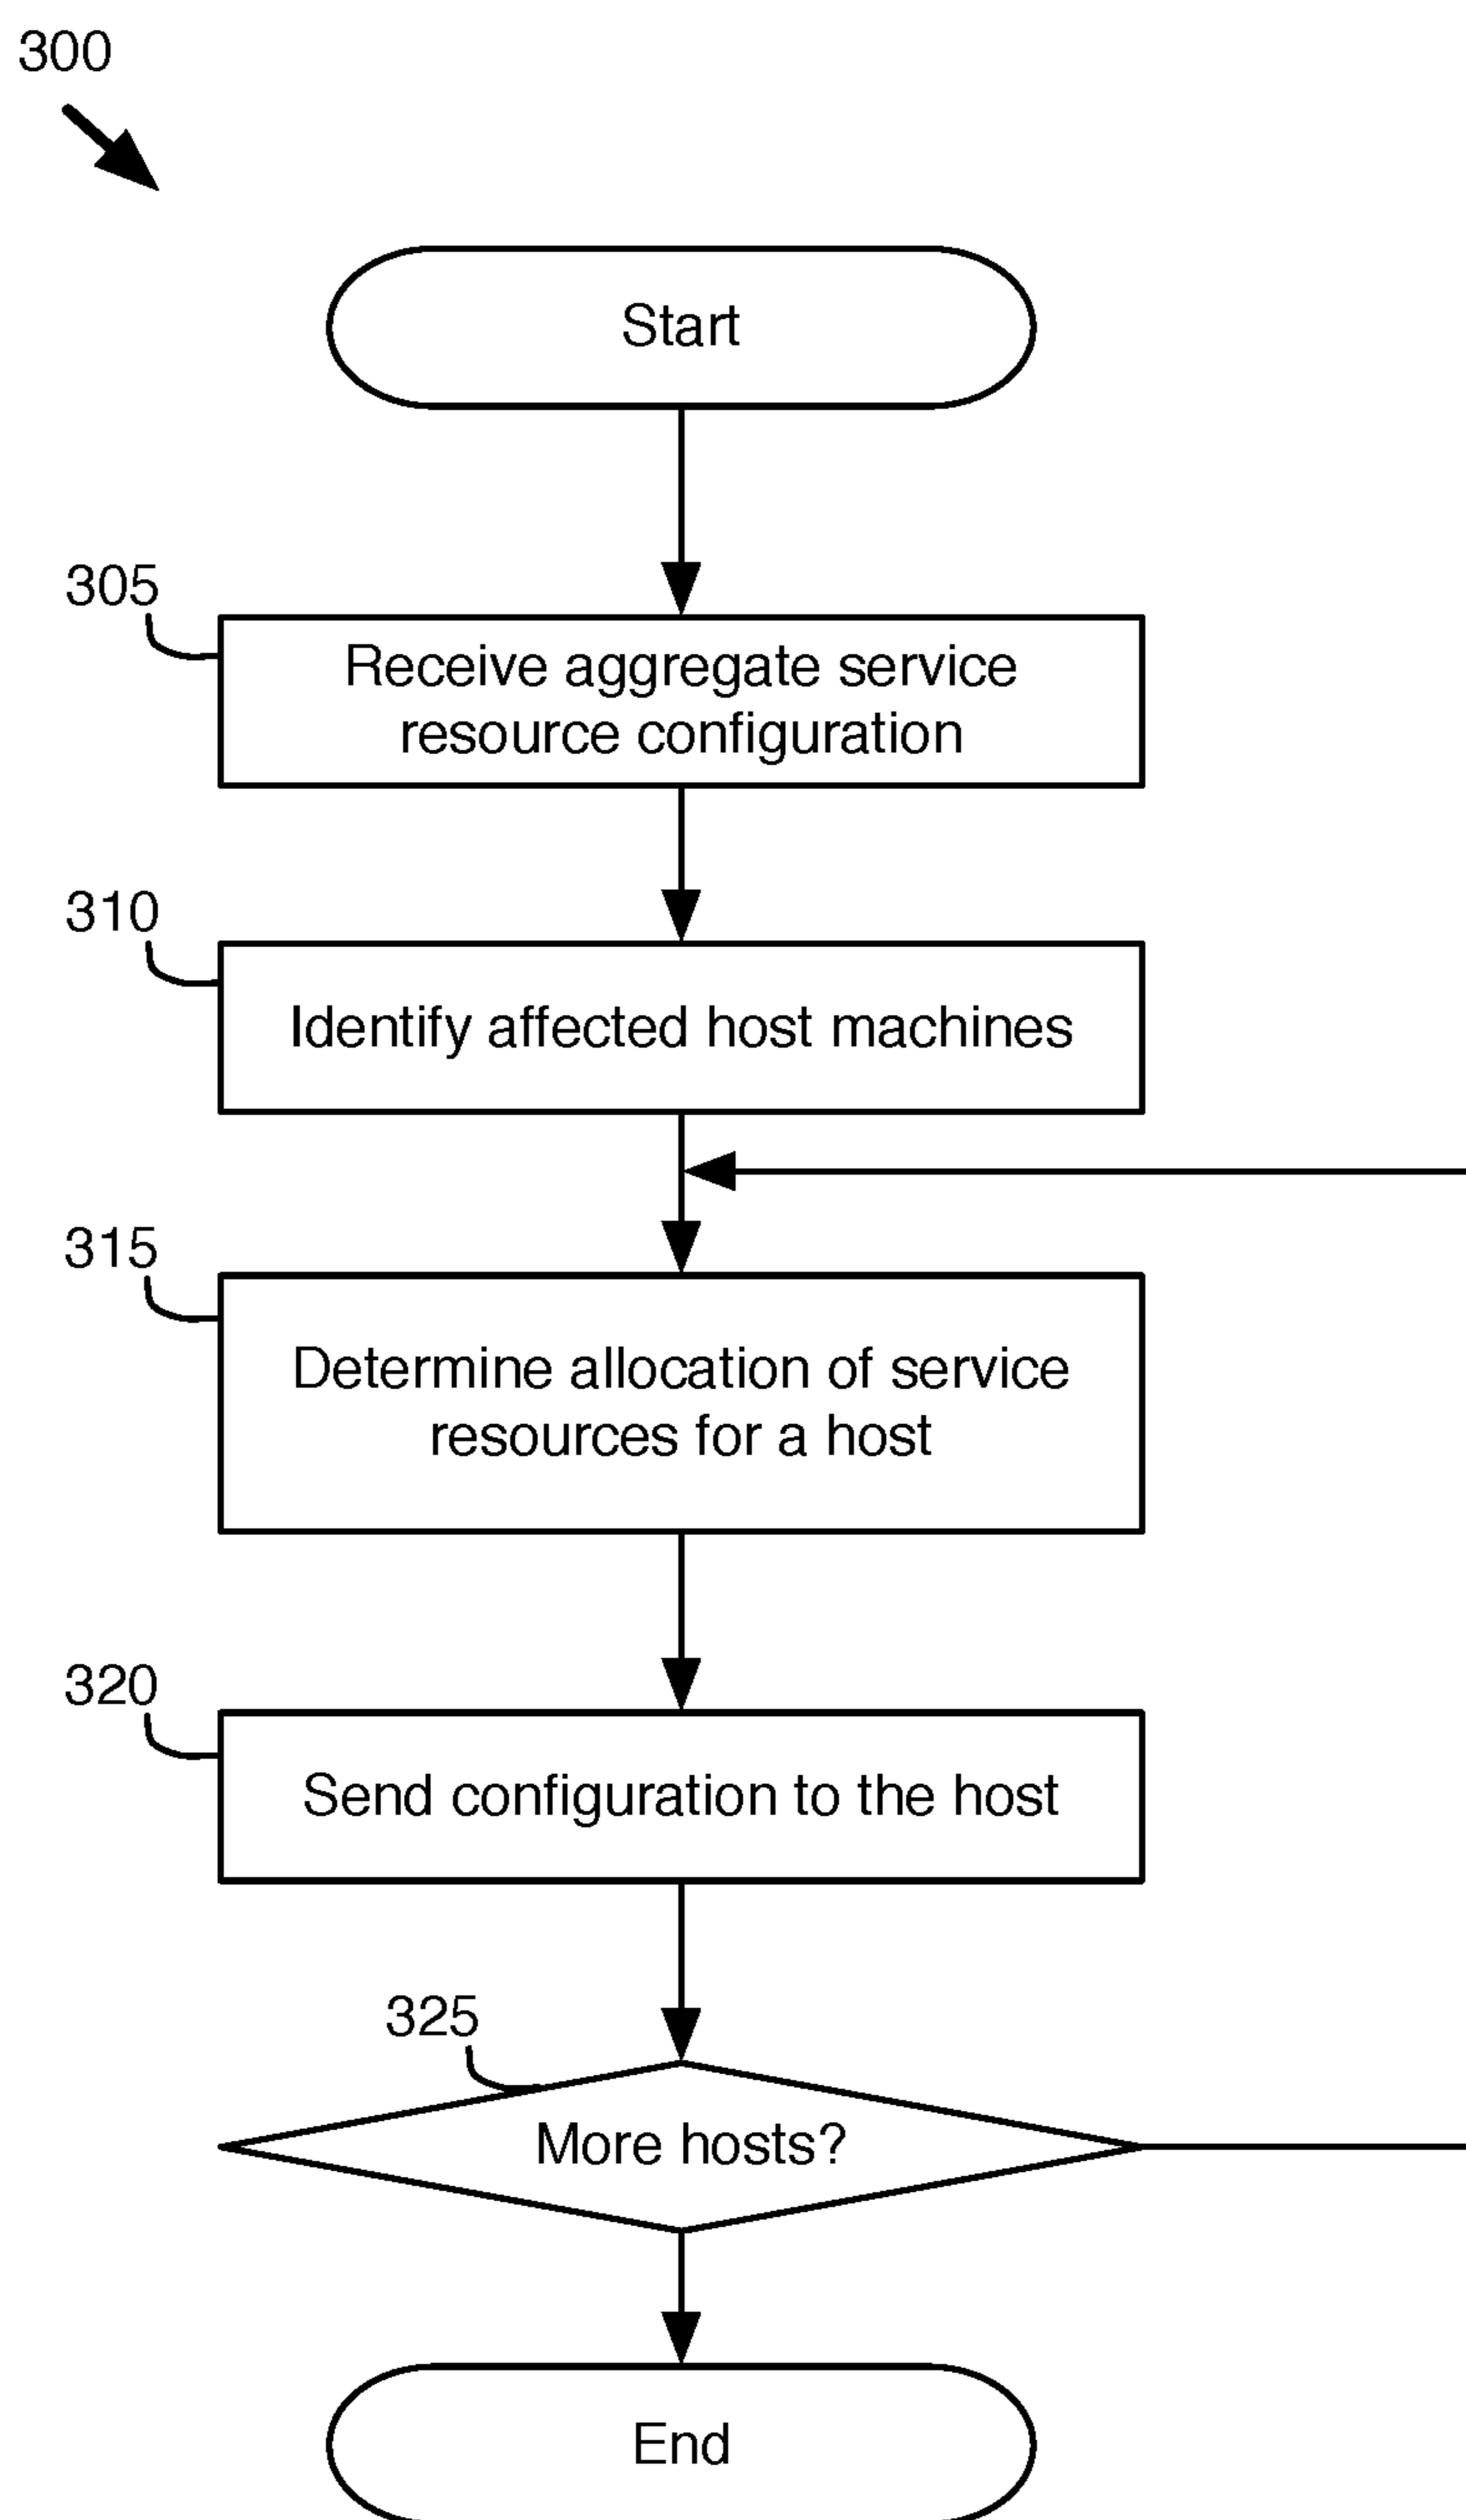 300
Start
305
Receive aggregate service
resource configuration
310
Identify affected host machines
315
Determine allocation of service
resources for a host
320
Send configuration to the host
325
More hosts?
End